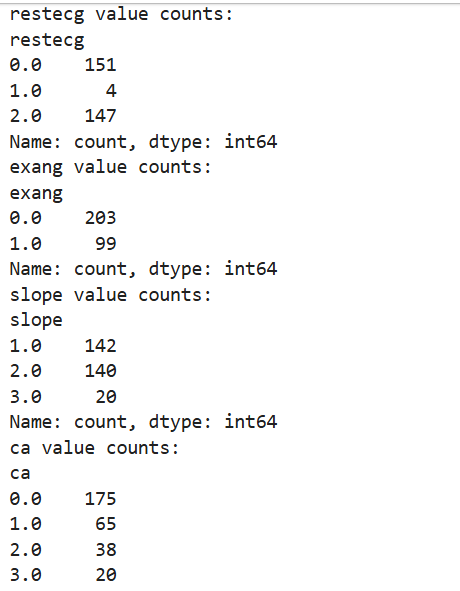 restecg value counts:
restecg
0.0    151
1.0      4
2.0    147
Name: count, dtype: int64
exang value counts:
exang
0.0    203
1.0     99
Name: count, dtype: int64
slope value counts:
slope
1.0    142
2.0    140
3.0     20
Name: count, dtype: int64
ca value counts:
ca
0.0    175
1.0     65
2.0     38
3.0     20